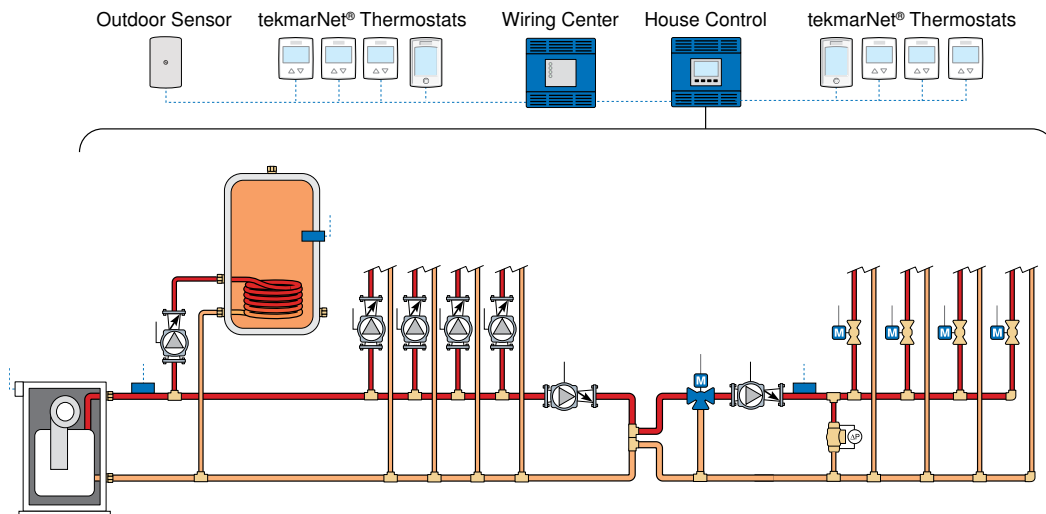 Outdoor Sensor
tekmarNet® Thermostats
Wiring Center
House Control
tekmarNet® Thermostats
M
M
M
M
M
ΔP